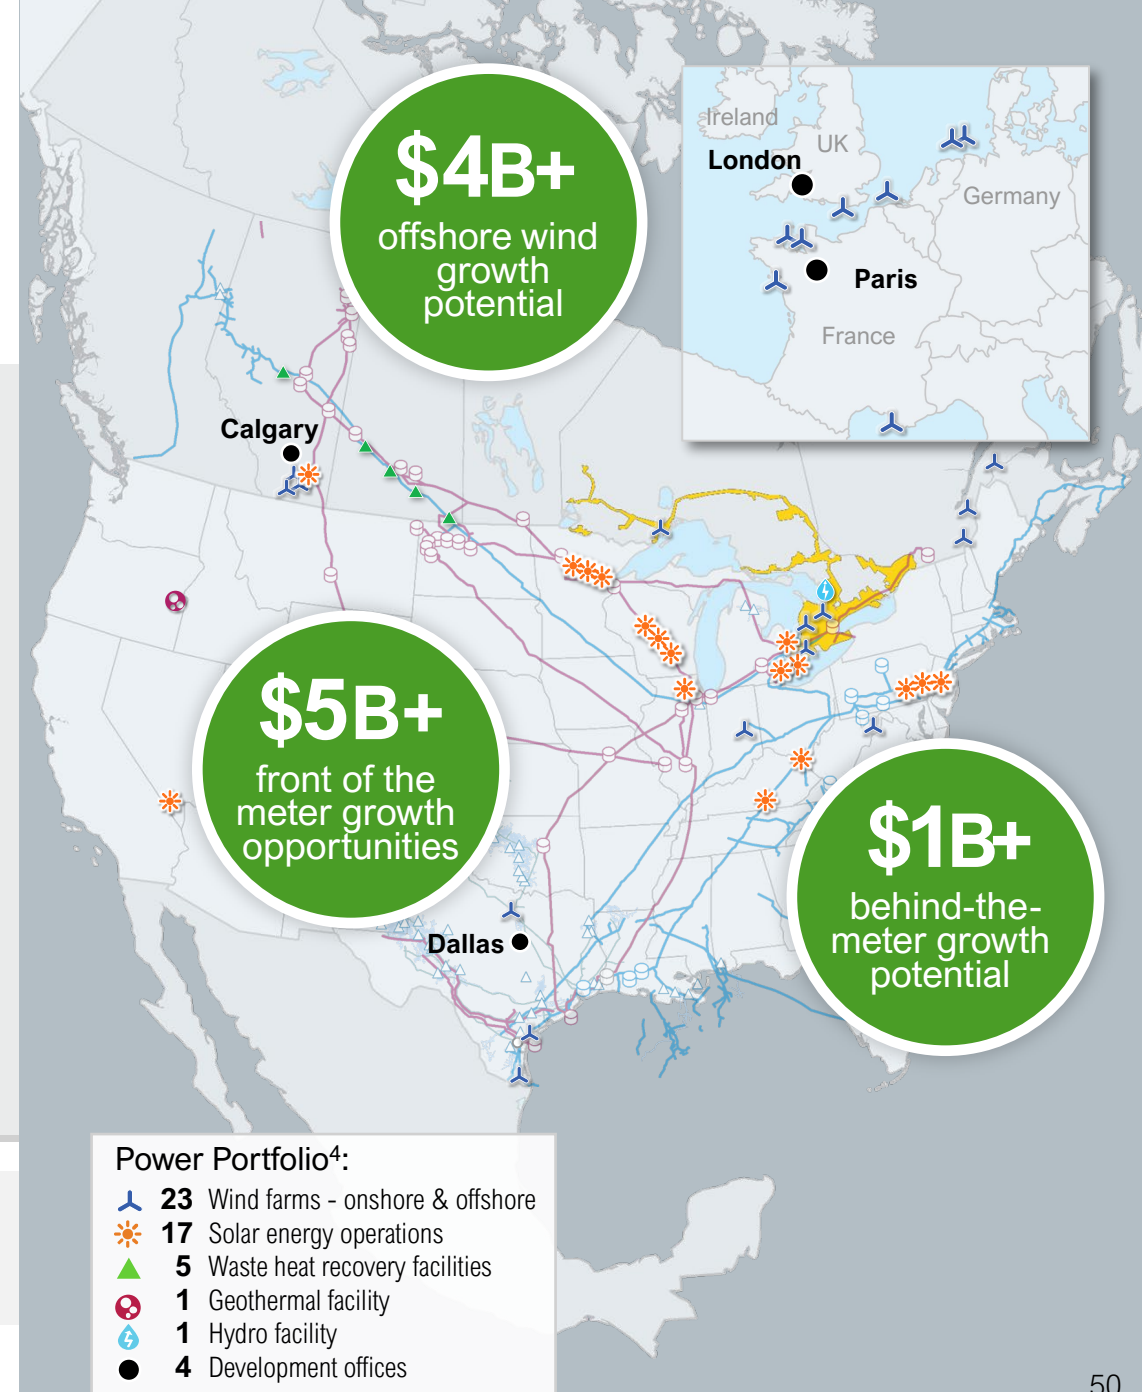 $4B+
offshore wind
growth
potential
Ireland
UK
London
Germany
Paris
France
Calgary
$5B+
front of the
meter growth
opportunities
$1B+
behind-the-
meter growth
potential
Dallas
Power Portfolio⁴:
23 Wind farms - onshore & offshore
17 Solar energy operations
5 Waste heat recovery facilities
1 Geothermal facility
1 Hydro facility
4 Development offices
50